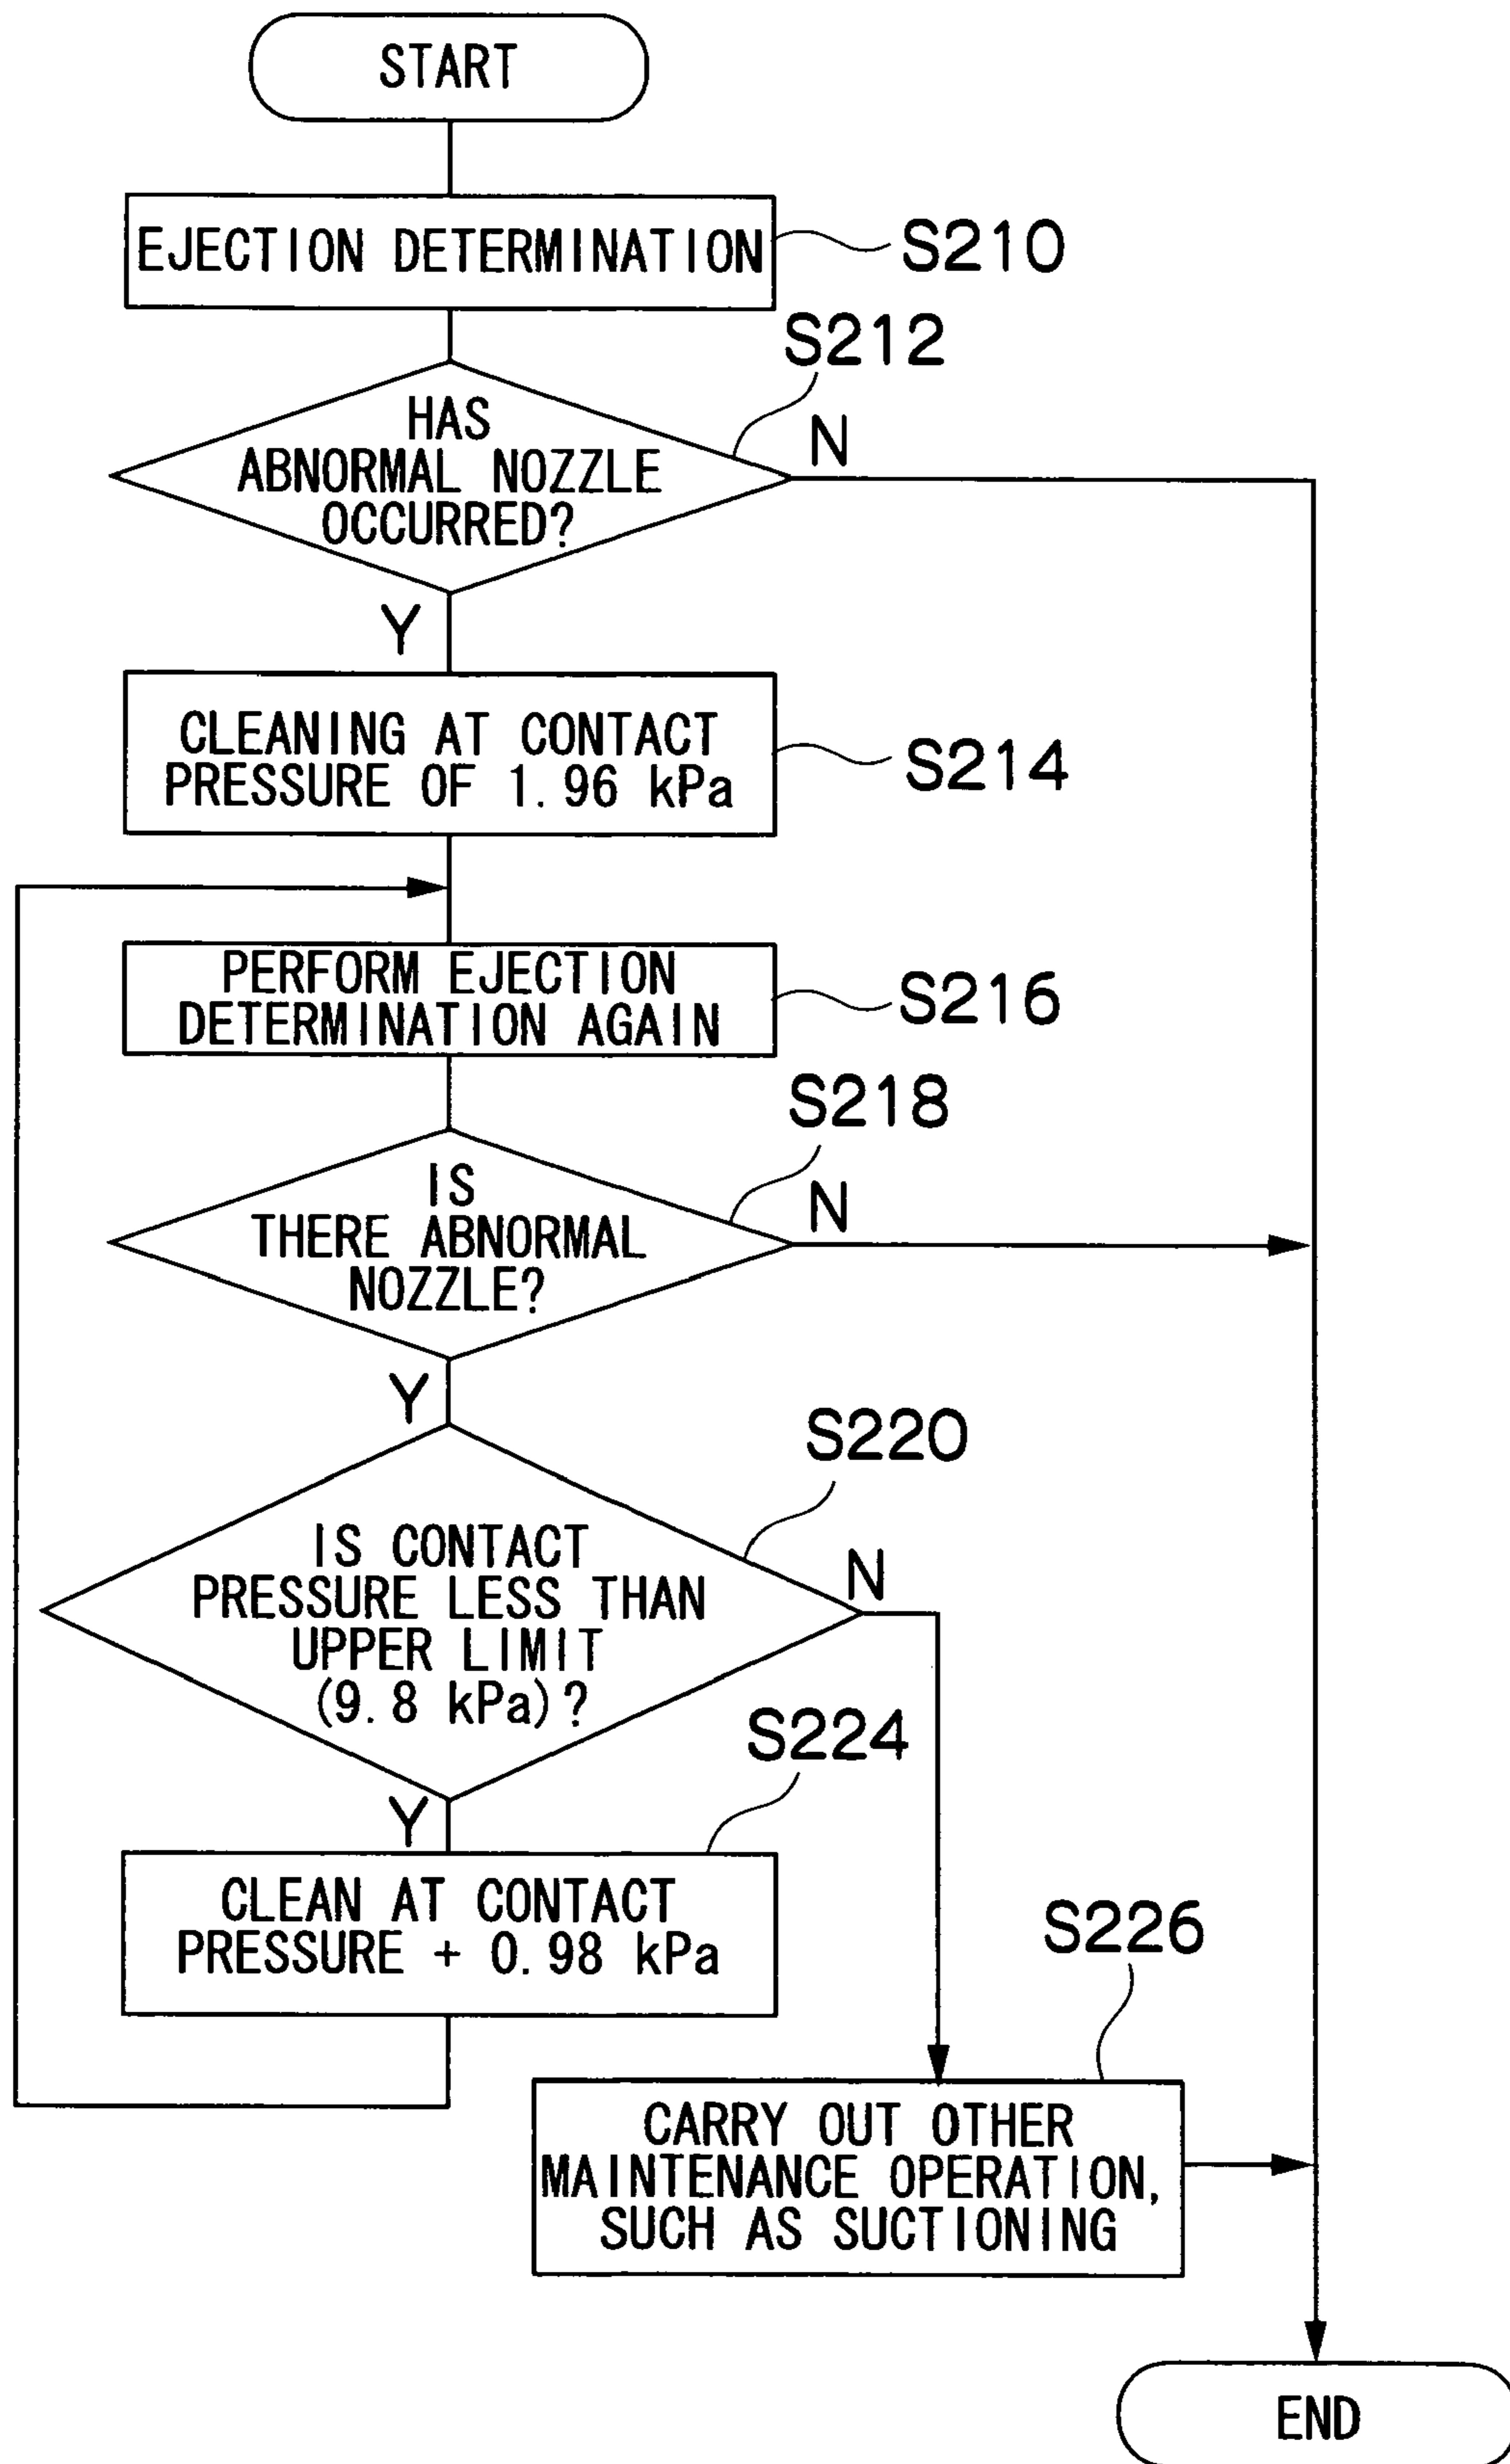 START
EJECTION DETERMINATION
S210
S212
HAS
ABNORMAL NOZZLE
OCCURRED?
N
Y
CLEANING AT CONTACT
PRESSURE OF 1.96 kPa
S214
PERFORM EJECTION
DETERMINATION AGAIN
S216
S218
IS
THERE ABNORMAL
NOZZLE?
N
Y
S220
IS CONTACT
PRESSURE LESS THAN
UPPER LIMIT
(9.8 kPa)?
N
Y
S224
CLEAN AT CONTACT
PRESSURE + 0.98 kPa
S226
CARRY OUT OTHER
MAINTENANCE OPERATION,
SUCH AS SUCTIONING
END